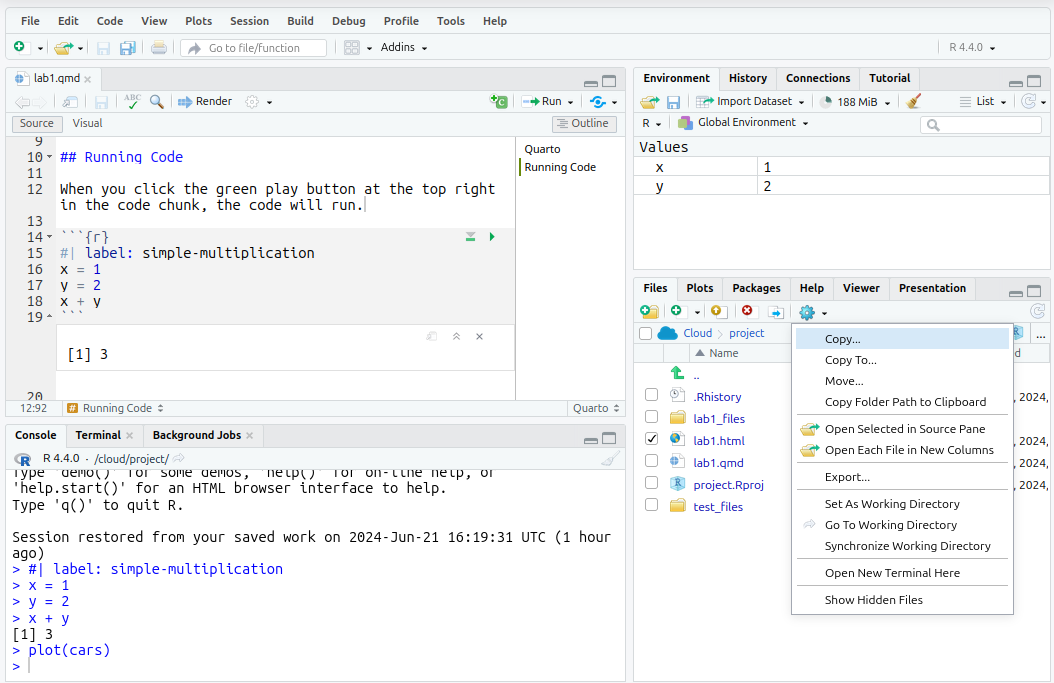 File Edit Code View Plots Session Build Debug Profile Tools Help
Go to file/function Addins R 4.4.0
lab1.qmd
ABC Render Run
Source Visual Outline
9
10 ## Running Code
11
12 When you click the green play button at the top right
in the code chunk, the code will run.
13
14 ```{r}
15 #| label: simple-multiplication
16 x = 1
17 y = 2
18 x + y
19 ```
[1] 3
20
Quarto
Running Code
12:92 # Running Code Quarto
Console Terminal Background Jobs
R R 4.4.0 · /cloud/project/
Type 'demo()' for some demos, 'help()' for on-line help, or
'help.start()' for an HTML browser interface to help.
Type 'q()' to quit R.
Session restored from your saved work on 2024-Jun-21 16:19:31 UTC (1 hour
ago)
> #| label: simple-multiplication
> x = 1
> y = 2
> x + y
[1] 3
> plot(cars)
>
Environment History Connections Tutorial
Import Dataset 188 MiB List
R Global Environment
Values
x 1
y 2
Files Plots Packages Help Viewer Presentation
Cloud project R ...
Name d
..
.Rhistory , 2024,
lab1_files
lab1.html , 2024,
lab1.qmd , 2024,
R project.Rproj , 2024,
test_files
Copy...
Copy To...
Move...
Copy Folder Path to Clipboard
Open Selected in Source Pane
Open Each File in New Columns
Export...
Set As Working Directory
Go To Working Directory
Synchronize Working Directory
Open New Terminal Here
Show Hidden Files